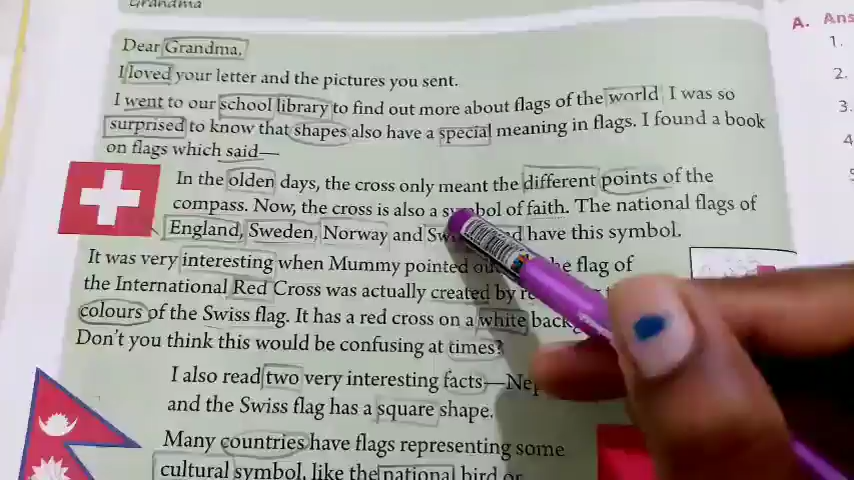 Grandma
Dear Grandma,
I loved your letter and the pictures you sent.
I went to our school library to find out more about flags of the world I was so
surprised to know that shapes also have a special meaning in flags. I found a book
on flags which said—
In the olden days, the cross only meant the different points of the
compass. Now, the cross is also a symbol of faith. The national flags of
England, Sweden, Norway and have this symbol.
It was very interesting when Mummy pointed flag of
the International Red Cross was actually created by
colours of the Swiss flag. It has a red cross on a white
Don't you think this would be confusing at times?
I also read two very interesting facts—
and the Swiss flag has a square shape.
Many countries have flags representing some
cultural symbol, like the national bird or
A. Ans
1.
2.
3.
4